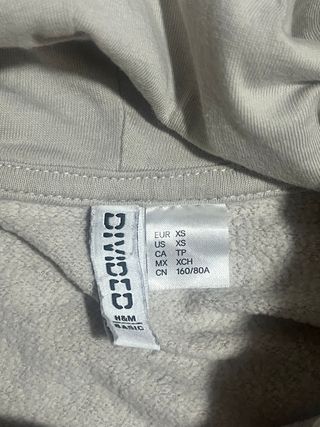 DIVIDED
H&M
BASIC
EUR XS
US XS
CA TP
MX XCH
CN 160/80A